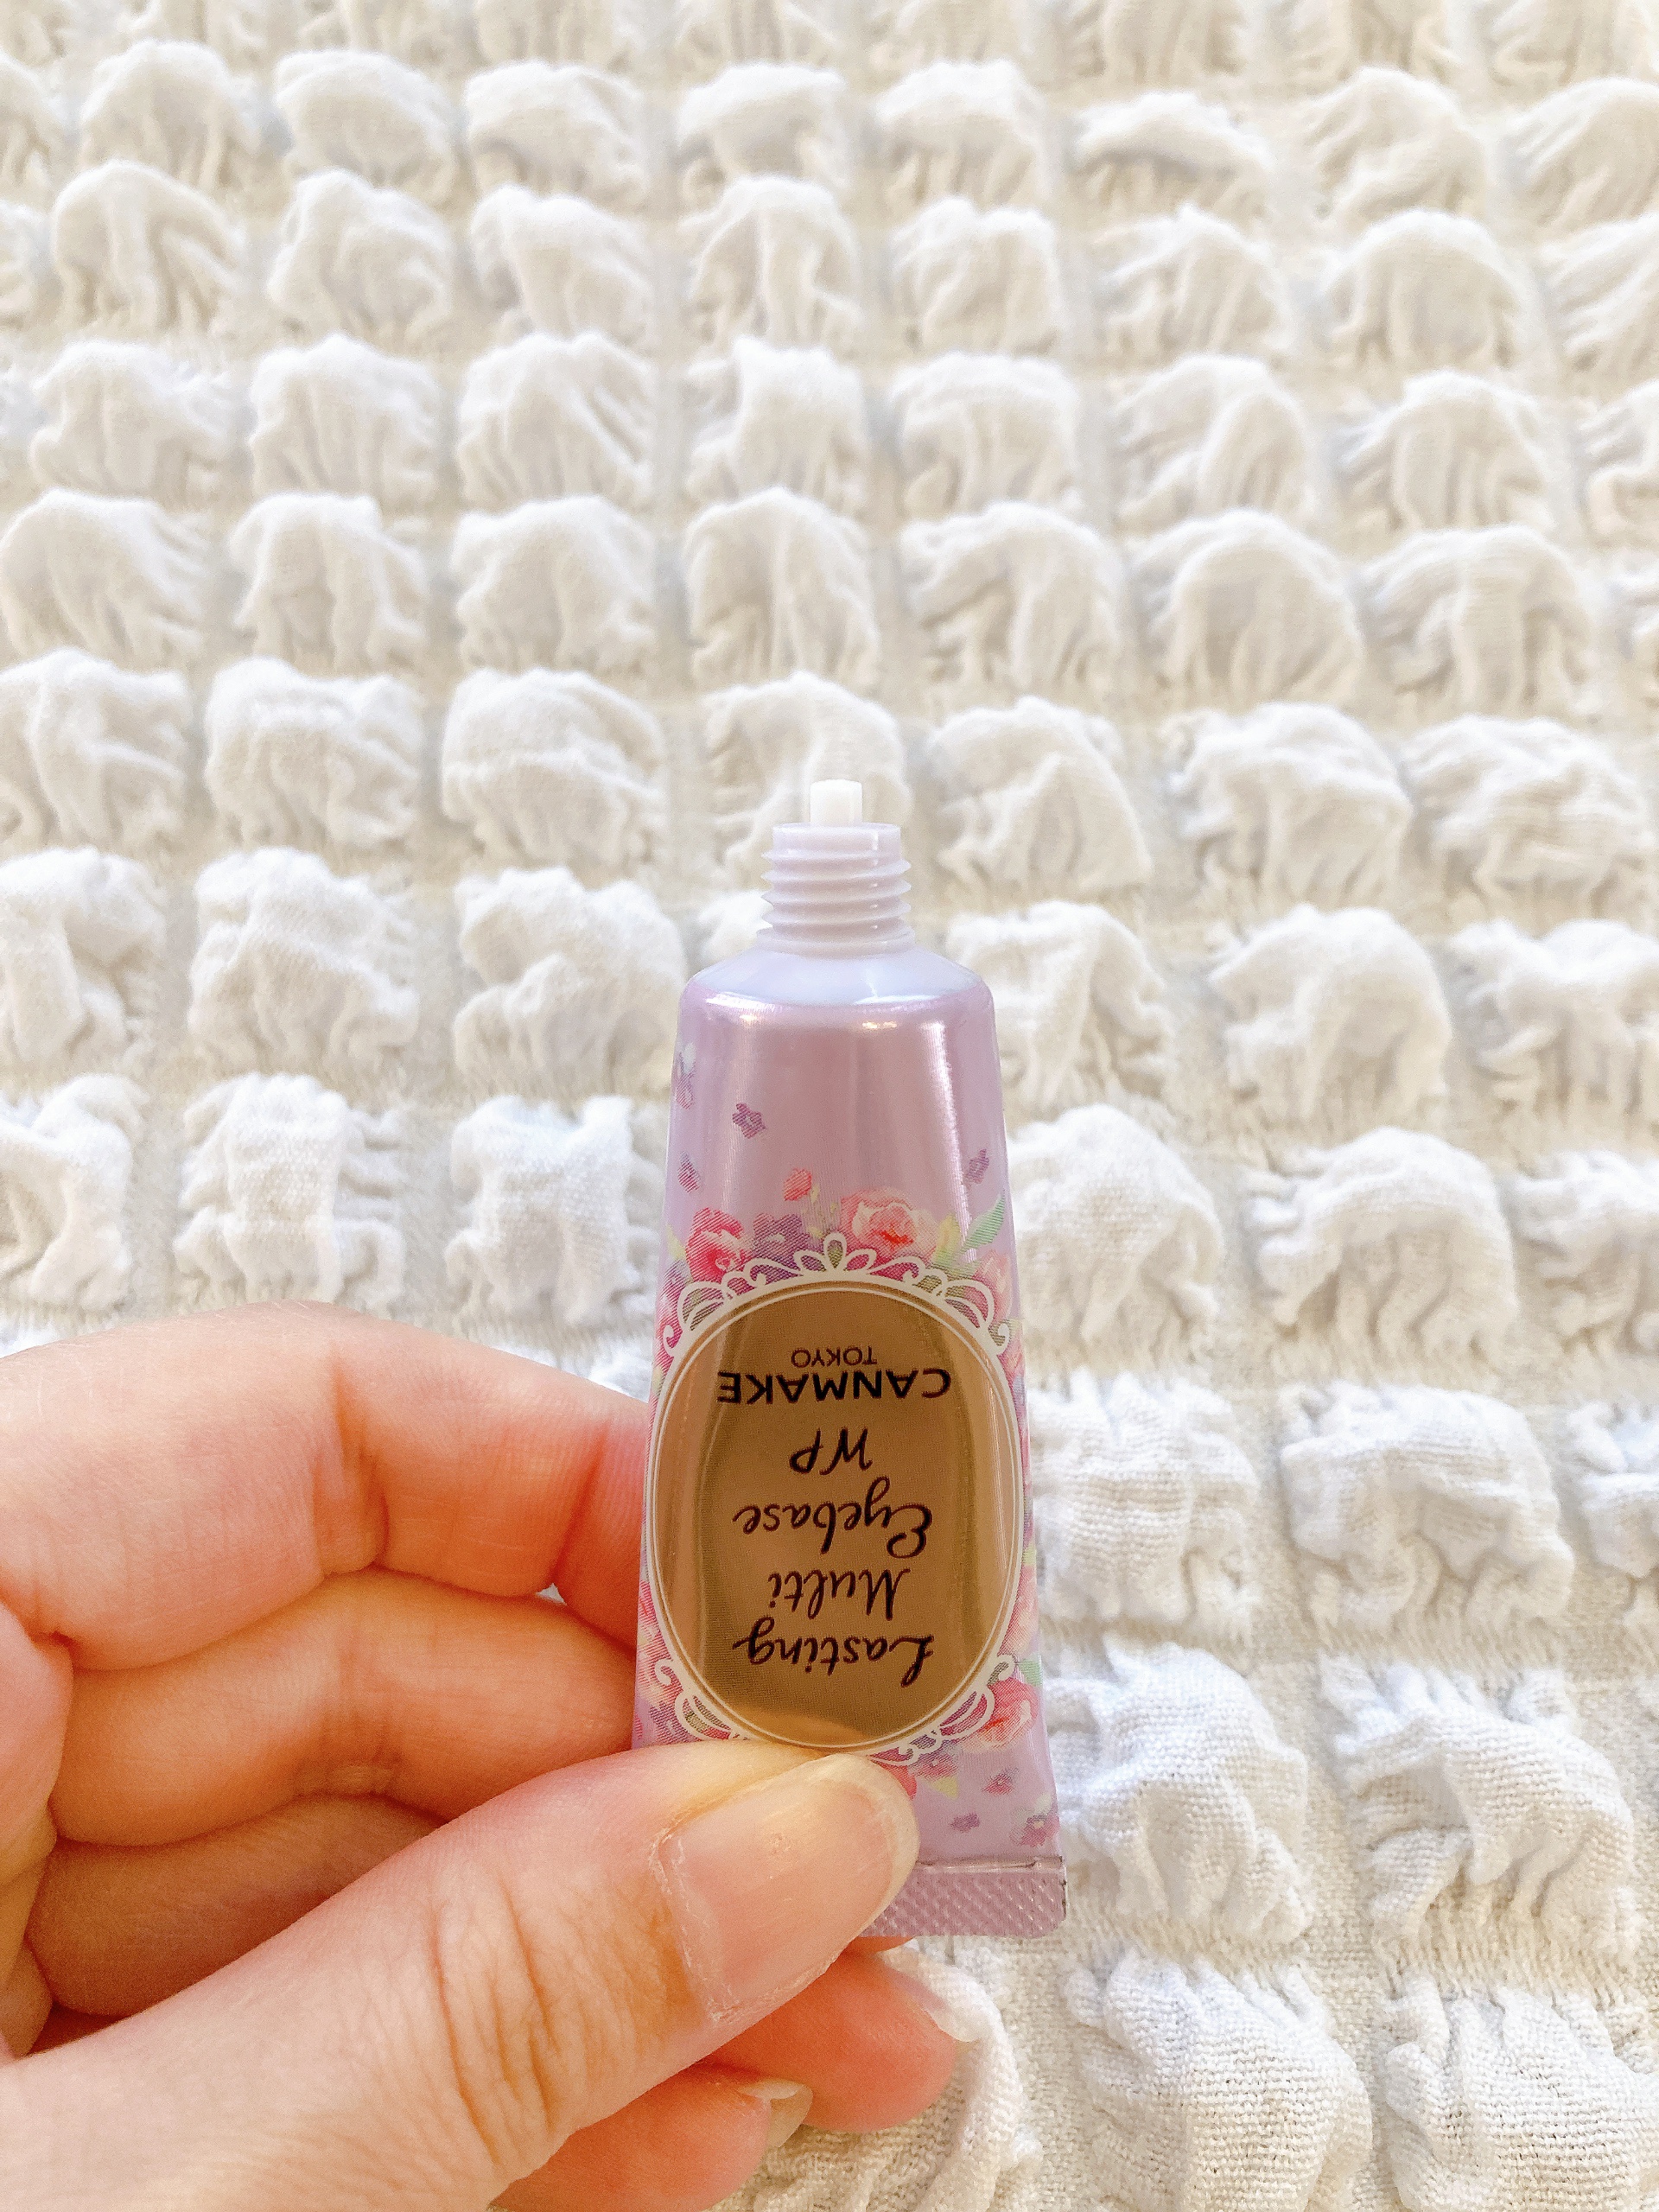 Lasting
Multi
Eyebase
WP
CANMAKE
TOKYO